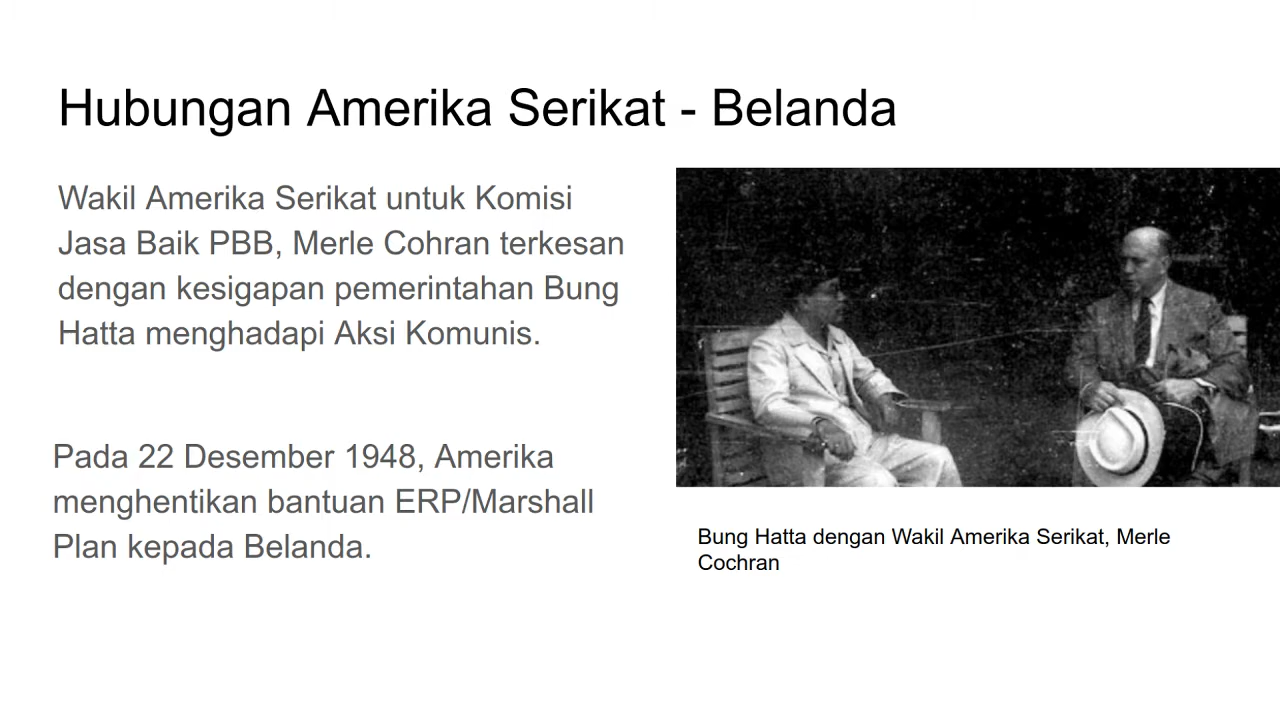 Hubungan Amerika Serikat - Belanda
Wakil Amerika Serikat untuk Komisi
Jasa Baik PBB, Merle Cohran terkesan
dengan kesigapan pemerintahan Bung
Hatta menghadapi Aksi Komunis.
Pada 22 Desember 1948, Amerika
menghentikan bantuan ERP/Marshall
Plan kepada Belanda.
Bung Hatta dengan Wakil Amerika Serikat, Merle
Cochran